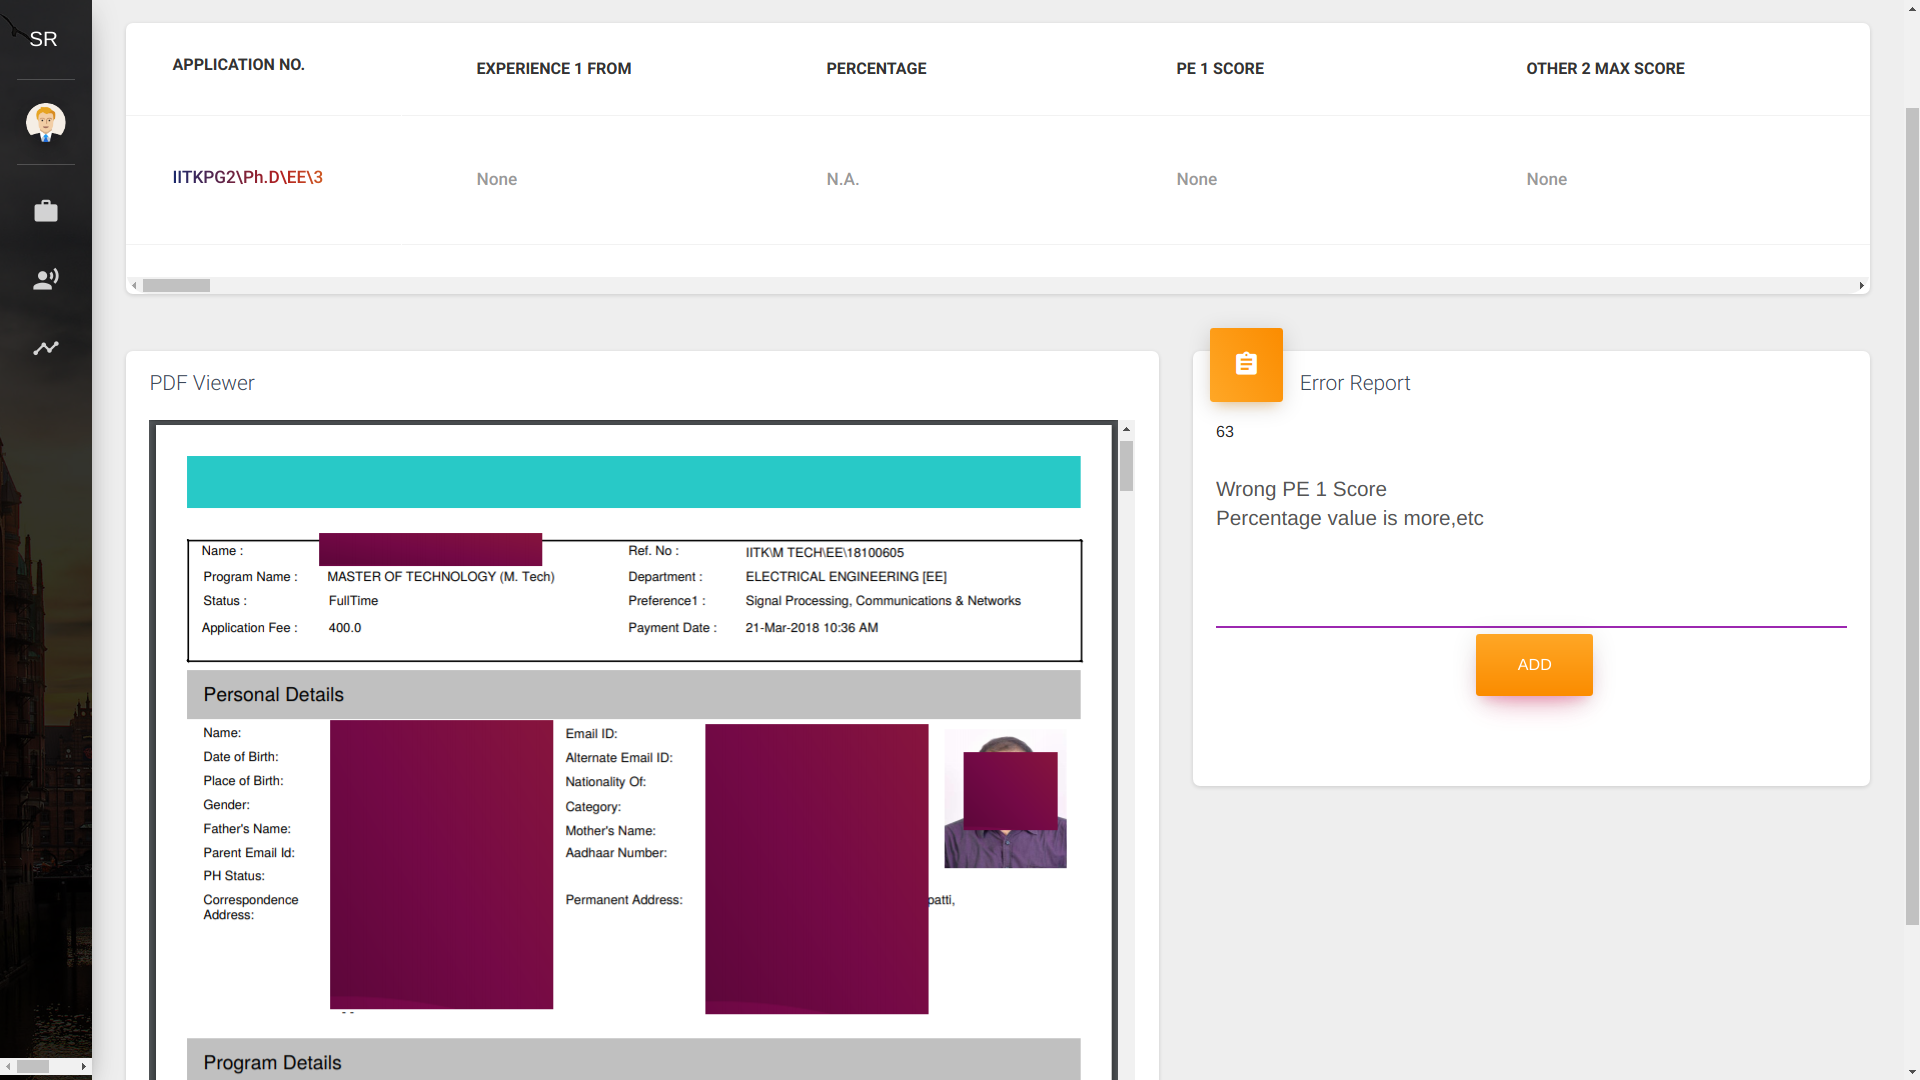 SR
APPLICATION NO. EXPERIENCE 1 FROM PERCENTAGE PE 1 SCORE OTHER 2 MAX SCORE
IITKPG2\Ph.D\EE\3 None N.A. None None
PDF Viewer
Name : Ref. No : IITK\M TECH\EE\18100605
Program Name : MASTER OF TECHNOLOGY (M. Tech) Department : ELECTRICAL ENGINEERING [EE]
Status : FullTime Preference1 : Signal Processing, Communications & Networks
Application Fee : 400.0 Payment Date : 21-Mar-2018 10:36 AM
Personal Details
Name: Email ID:
Date of Birth: Alternate Email ID:
Place of Birth: Nationality Of:
Gender: Category:
Father's Name: Mother's Name:
Parent Email Id: Aadhaar Number:
PH Status:
Correspondence Permanent Address: patti,
Address:
Program Details
Error Report
63
Wrong PE 1 Score
Percentage value is more,etc
ADD